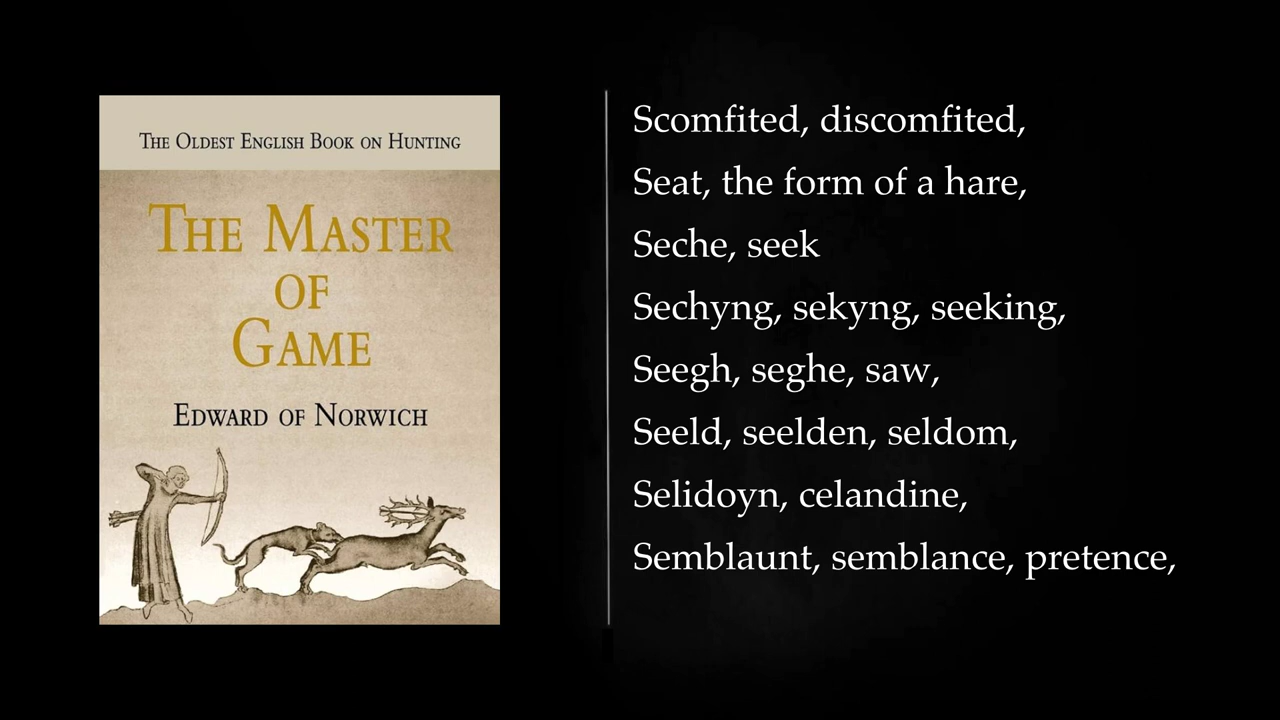 The Oldest English Book on Hunting
The Master
of
Game
Edward of Norwich
Scomfited, discomfited,
Seat, the form of a hare,
Seche, seek
Sechyng, sekyng, seeking,
Seegh, seghe, saw,
Seeld, seelden, seldom,
Selidoyn, celandine,
Semblaunt, semblance, pretence,